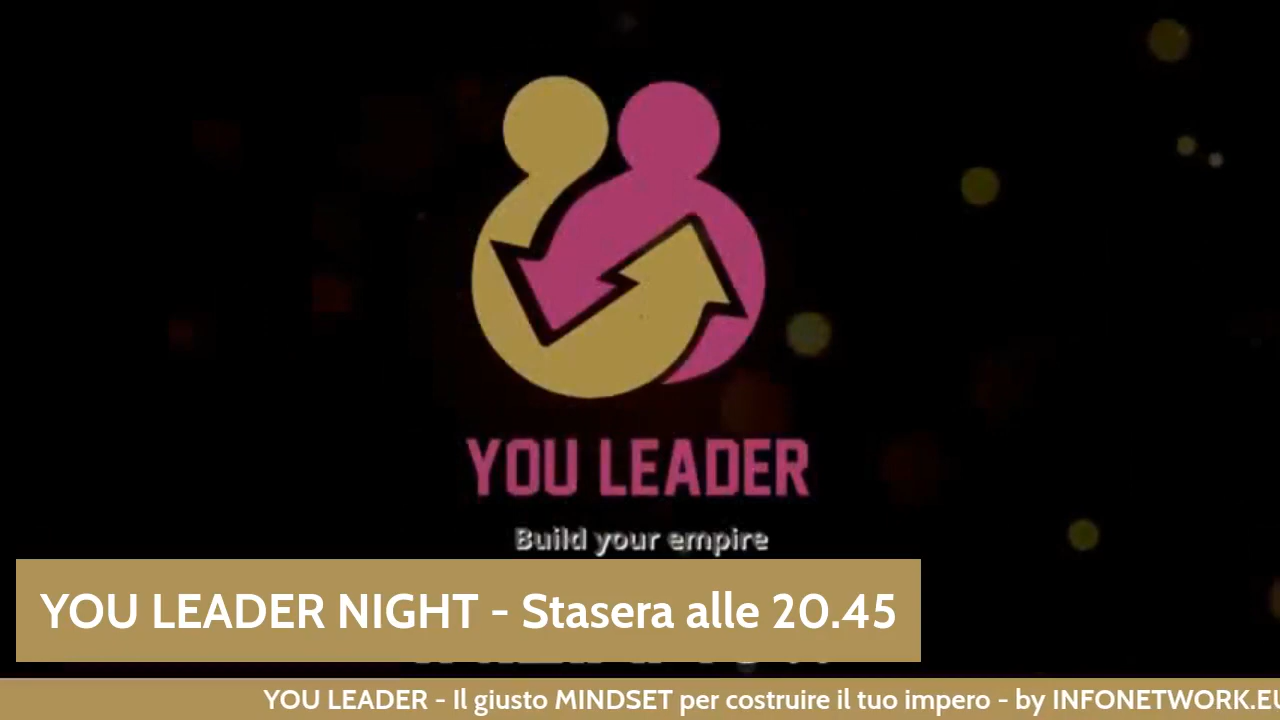 YOU LEADER
Build your empire
YOU LEADER NIGHT - Stasera alle 20.45
YOU LEADER - Il giusto MINDSET per costruire il tuo impero - by INFONETWORK.EU